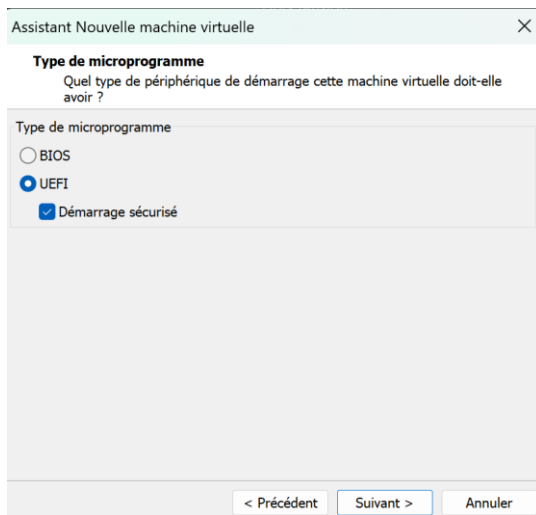 Assistant Nouvelle machine virtuelle
Type de microprogramme
Quel type de périphérique de démarrage cette machine virtuelle doit-elle
avoir ?
Type de microprogramme
BIOS
UEFI
Démarrage sécurisé
< Précédent
Suivant >
Annuler